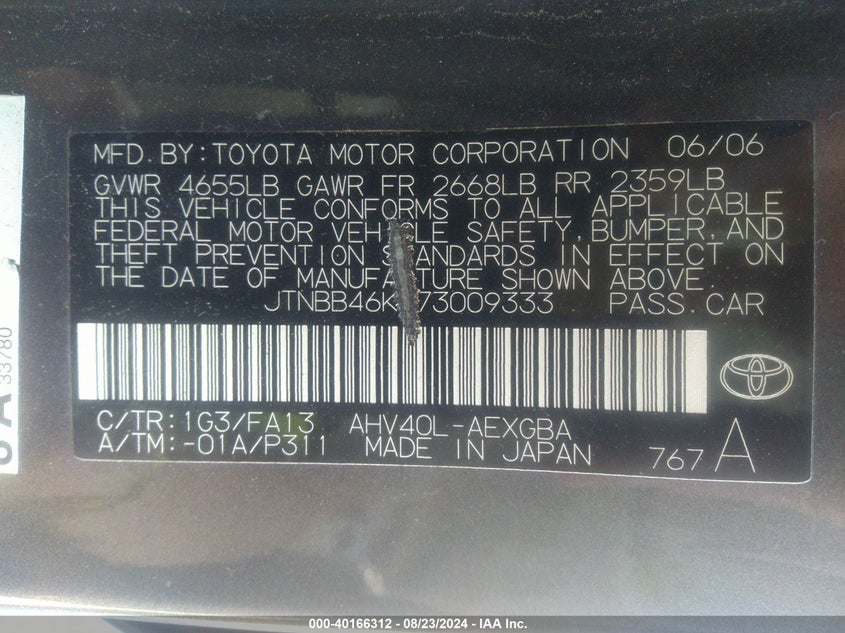 MFD. BY: TOYOTA MOTOR CORPORATION 06/06
GVWR 4655LB GAWR FR 2668LB RR 2359LB
THIS VEHICLE CONFORMS TO ALL APPLICABLE
FEDERAL MOTOR VEHICLE SAFETY, BUMPER, AND
THEFT PREVENTION STANDARDS IN EFFECT ON
THE DATE OF MANUFACTURE SHOWN ABOVE.
PASS. CAR
C/TR: 1G3/FA13 AHV40L-AEXGBA
A/TM: -01A/P311 MADE IN JAPAN 767 A
33780
000-40166312 - 08/23/2024 - IAA Inc.